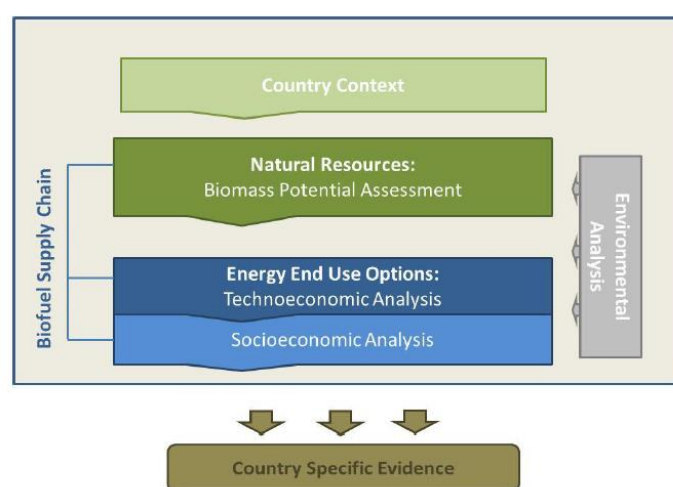 Country Context
Natural Resources:
Biomass Potential Assessment
Energy End Use Options:
Technoeconomic Analysis
Socioeconomic Analysis
Biofuel Supply Chain
Environmental
Analysis
Country Specific Evidence